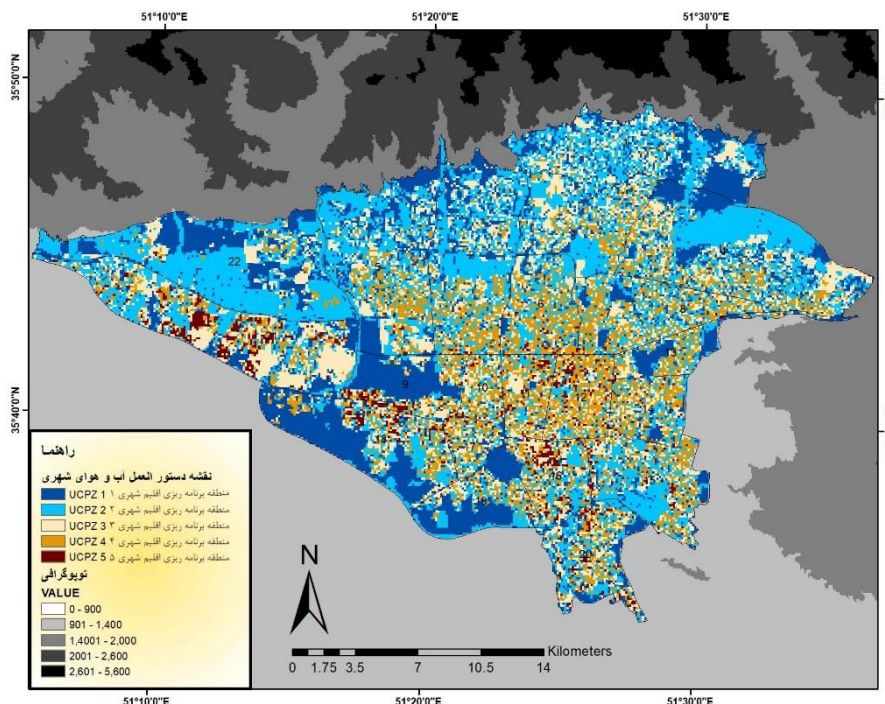 51°10'0"E 51°20'0"E 51°30'0"E
35°50'0"N
35°40'0"N
22
6
8
9
10
12
20
راهنما
نقشه دستور العمل آب و هوای شهری
UCPZ 1 منطقه برنامه ریزی اقلیم شهری ۱
UCPZ 2 منطقه برنامه ریزی اقلیم شهری ۲
UCPZ 3 منطقه برنامه ریزی اقلیم شهری ۳
UCPZ 4 منطقه برنامه ریزی اقلیم شهری ۴
UCPZ 5 منطقه برنامه ریزی اقلیم شهری ۵
توپوگرافی
VALUE
0 - 900
901 - 1,400
1,4001 - 2,000
2001 - 2,600
2,601 - 5,600
N
Kilometers
0 1.75 3.5 7 10.5 14
51°10'0"E 51°20'0"E 51°30'0"E